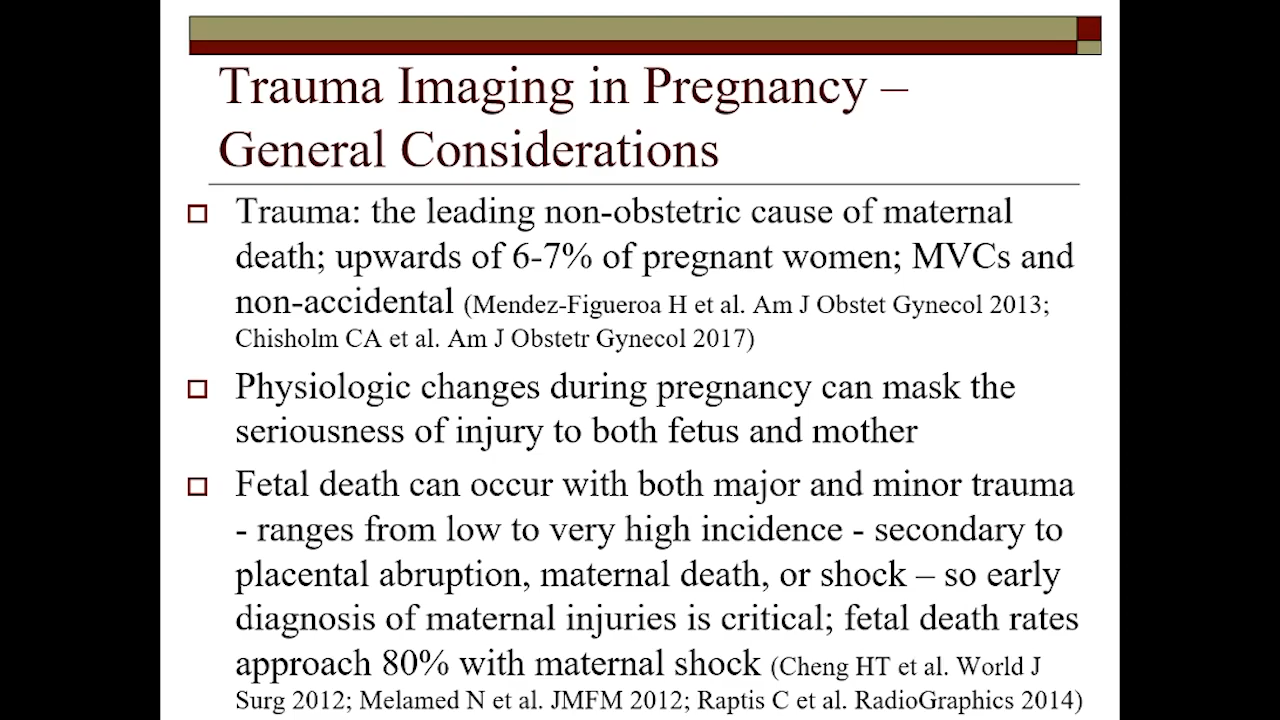 Trauma Imaging in Pregnancy –
General Considerations
Trauma: the leading non-obstetric cause of maternal
death; upwards of 6-7% of pregnant women; MVCs and
non-accidental (Mendez-Figueroa H et al. Am J Obstet Gynecol 2013;
Chisholm CA et al. Am J Obstetr Gynecol 2017)
Physiologic changes during pregnancy can mask the
seriousness of injury to both fetus and mother
Fetal death can occur with both major and minor trauma
- ranges from low to very high incidence - secondary to
placental abruption, maternal death, or shock – so early
diagnosis of maternal injuries is critical; fetal death rates
approach 80% with maternal shock (Cheng HT et al. World J
Surg 2012; Melamed N et al. JMFM 2012; Raptis C et al. RadioGraphics 2014)